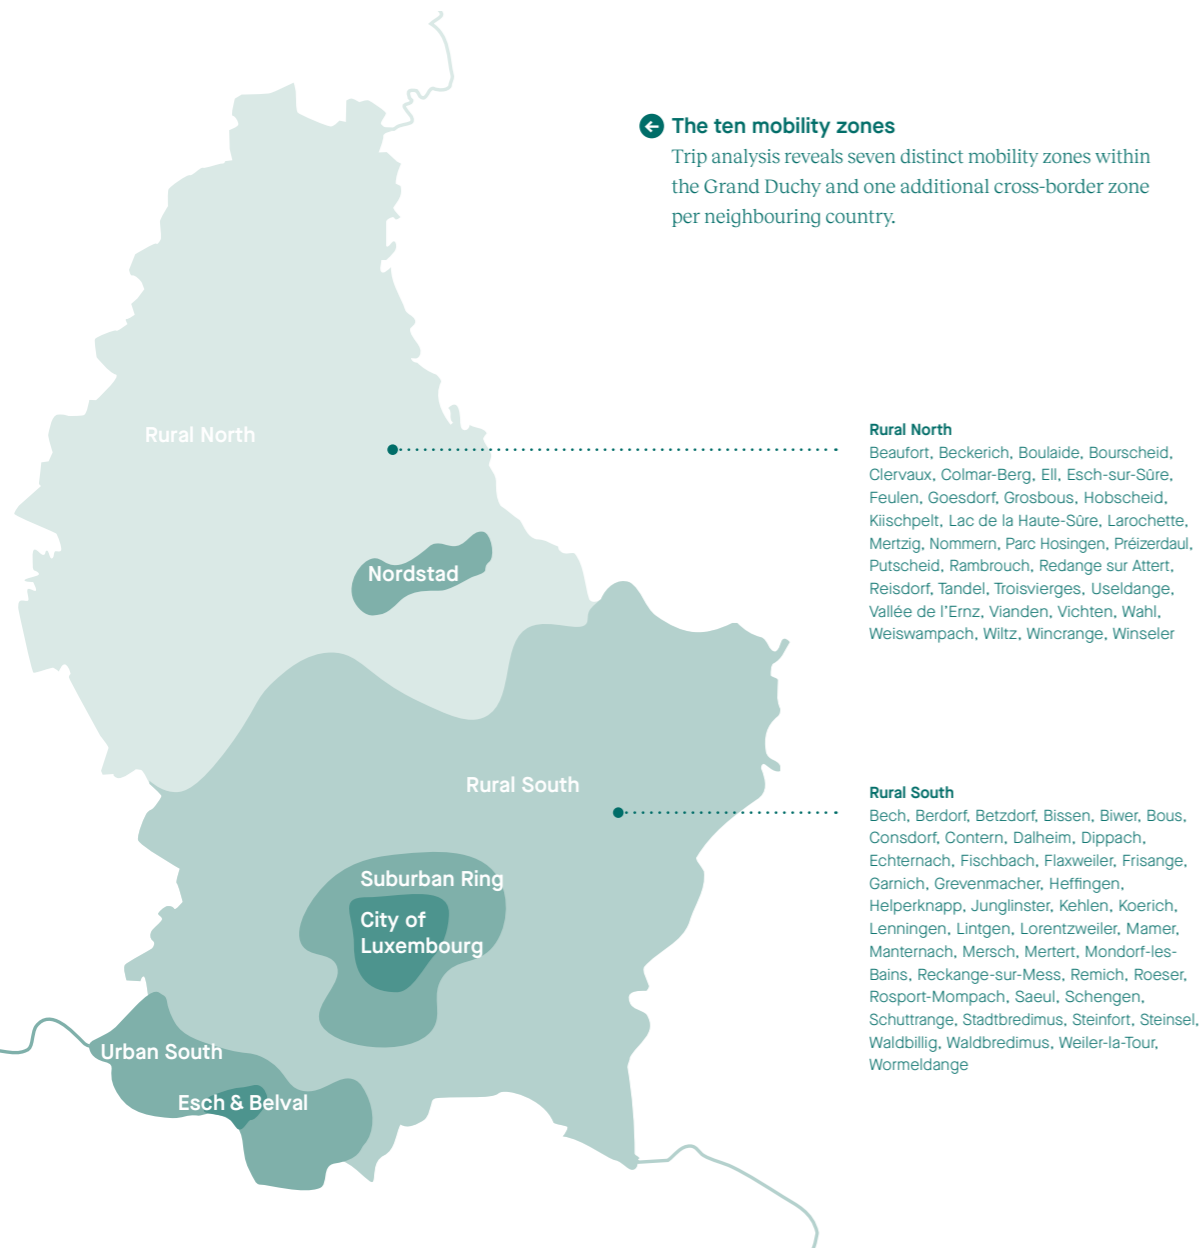 The ten mobility zones
Trip analysis reveals seven distinct mobility zones within
the Grand Duchy and one additional cross-border zone
per neighbouring country.
Rural North
Rural North
Beaufort, Beckerich, Boulaide, Bourscheid,
Clervaux, Colmar-Berg, Ell, Esch-sur-Sûre,
Feulen, Goesdorf, Grosbous, Hobscheid,
Kiischpelt, Lac de la Haute-Sûre, Larochette,
Mertzig, Nommern, Parc Hosingen, Préizerdaul,
Putscheid, Rambrouch, Redange sur Attert,
Reisdorf, Tandel, Troisvierges, Useldange,
Vallée de l'Ernz, Vianden, Vichten, Wahl,
Weiswampach, Wiltz, Wincrange, Winseler
Nordstad
Rural South
Rural South
Bech, Berdorf, Betzdorf, Bissen, Biwer, Bous,
Consdorf, Contern, Dalheim, Dippach,
Echternach, Fischbach, Flaxweiler, Frisange,
Garnich, Grevenmacher, Heffingen,
Helperknapp, Junglinster, Kehlen, Koerich,
Lenningen, Lintgen, Lorentzweiler, Mamer,
Manternach, Mersch, Mertert, Mondorf-les-
Bains, Reckange-sur-Mess, Remich, Roeser,
Rosport-Mompach, Saeul, Schengen,
Schuttrange, Stadtbredimus, Steinfort, Steinsel,
Waldbillig, Waldbredimus, Weiler-la-Tour,
Wormeldange
Suburban Ring
City of
Luxembourg
Urban South
Esch & Belval